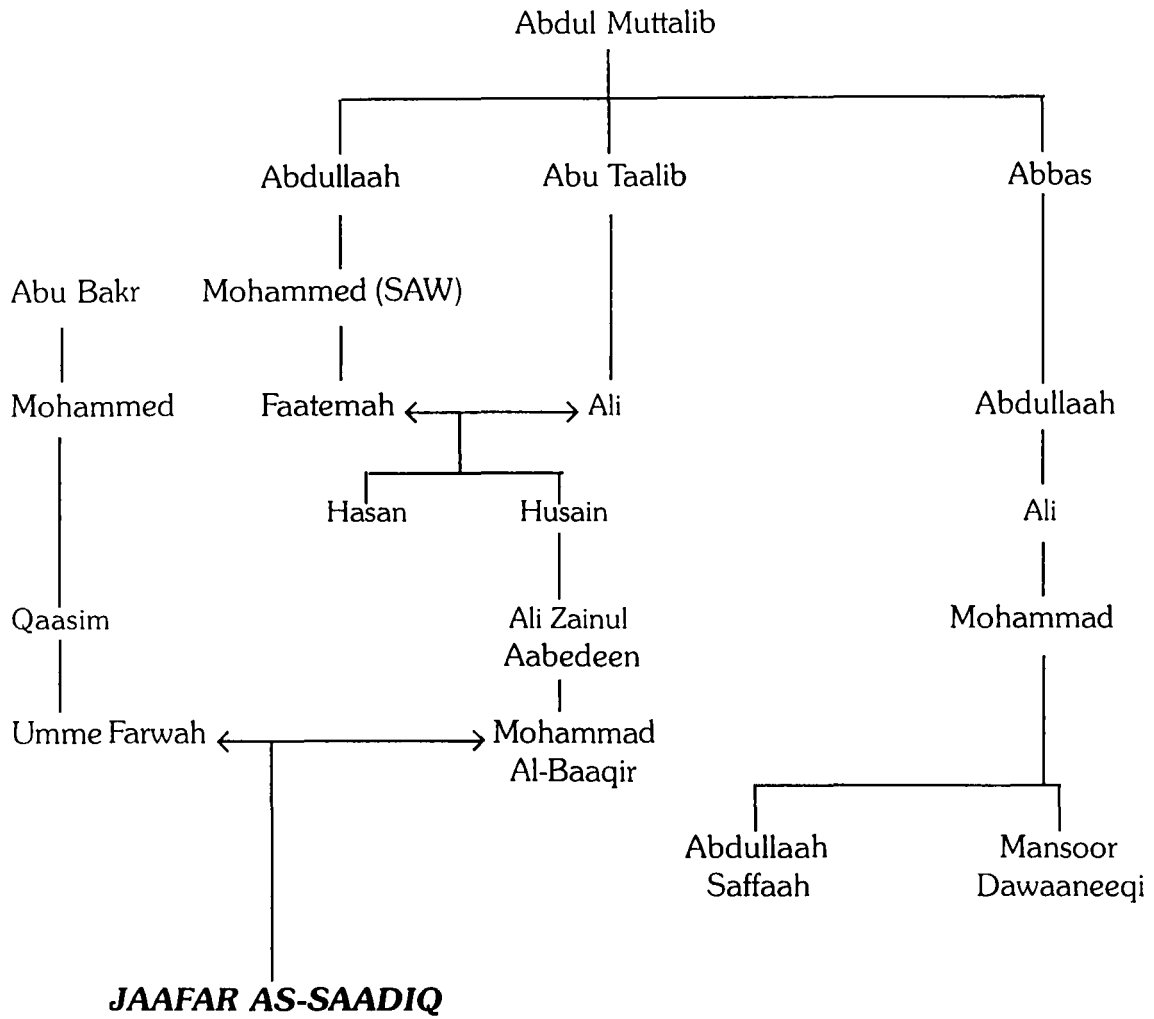 Abdul Muttalib
Abdullaah
Abu Taalib
Abbas
Abu Bakr
Mohammed (SAW)
Mohammed
Faatemah
Ali
Abdullaah
Hasan
Husain
Ali
Qaasim
Ali Zainul
Aabedeen
Mohammad
Umme Farwah
Mohammad
Al-Baaqir
Abdullaah
Saffaah
Mansoor
Dawaaneeqi
JAAFAR AS-SAADIQ